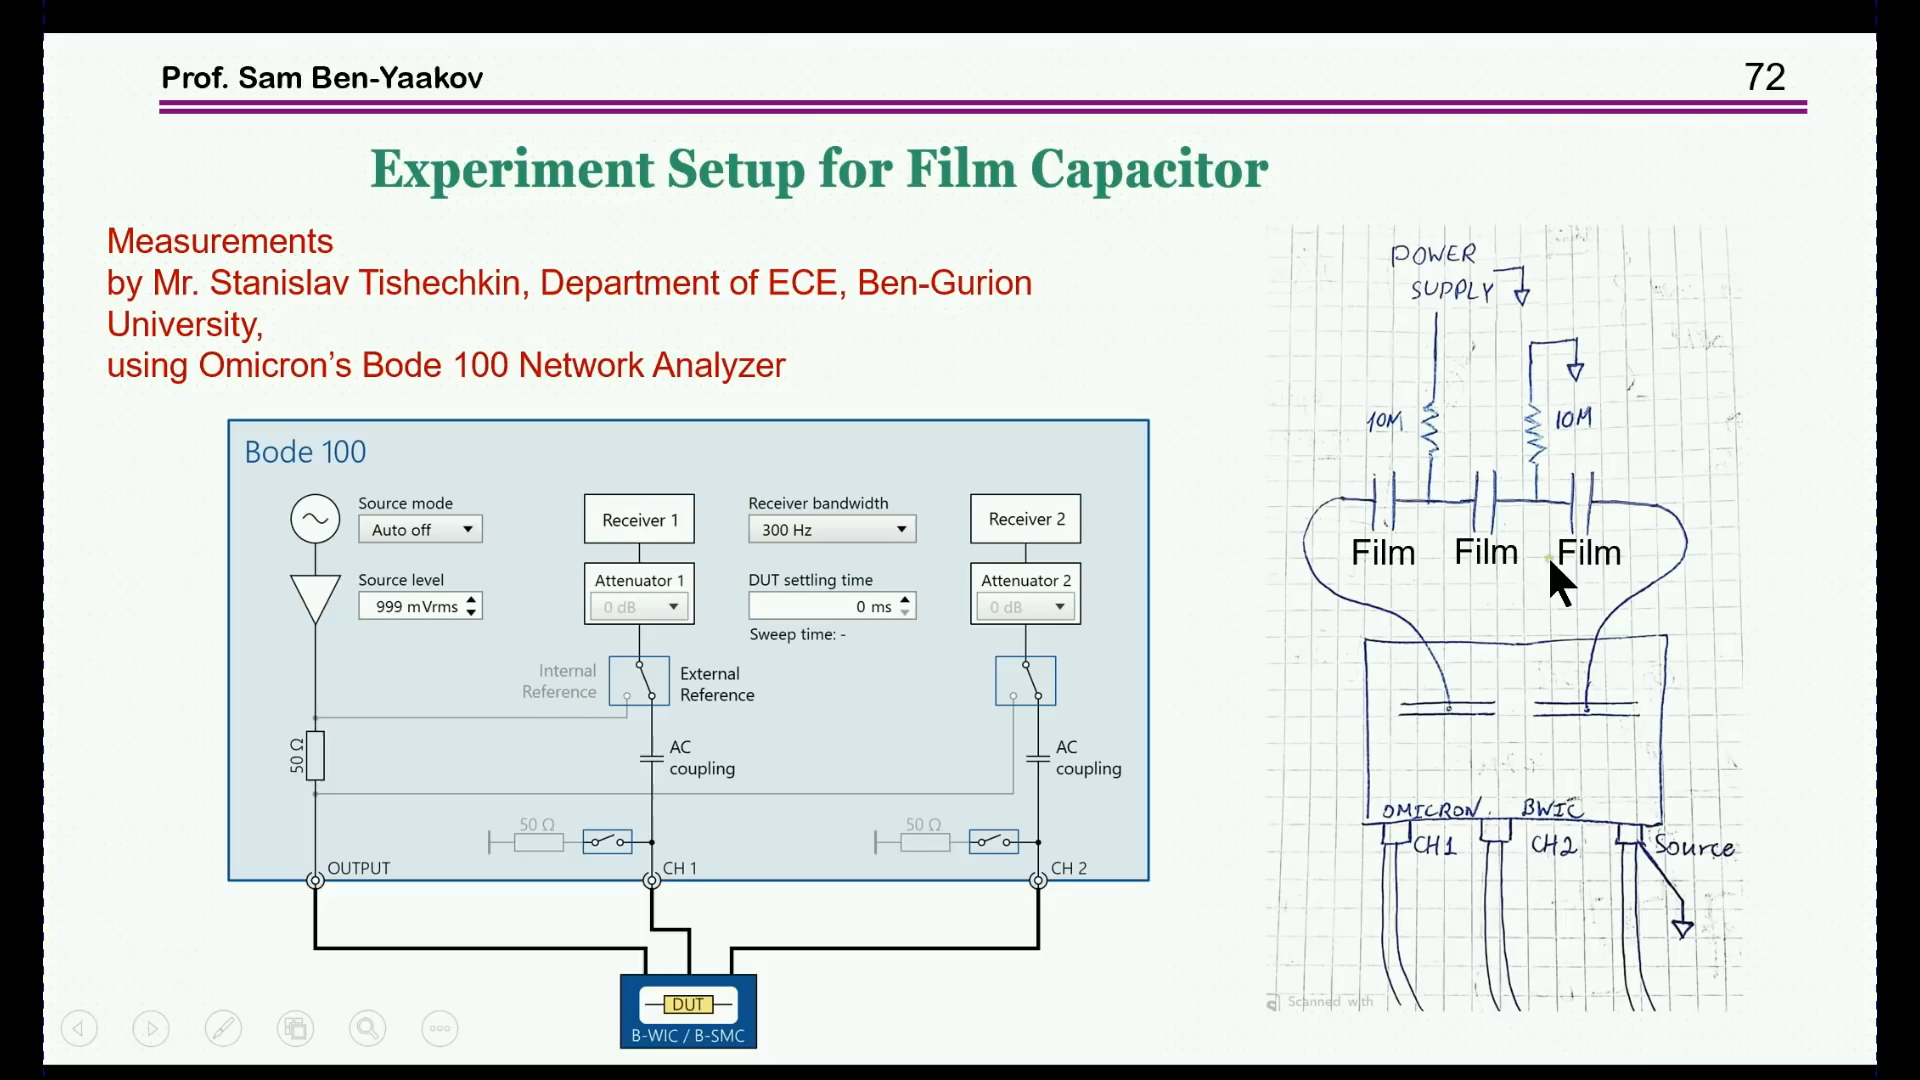 Prof. Sam Ben-Yaakov
72
Experiment Setup for Film Capacitor
Measurements
by Mr. Stanislav Tishechkin, Department of ECE, Ben-Gurion
University,
using Omicron’s Bode 100 Network Analyzer
Bode 100
Source mode
Auto off
Source level
999 mVrms
Receiver 1
Attenuator 1
0 dB
Receiver bandwidth
300 Hz
DUT settling time
0 ms
Sweep time: -
Receiver 2
Attenuator 2
0 dB
Internal
Reference
External
Reference
50 Ω
AC
coupling
AC
coupling
50 Ω
50 Ω
OUTPUT
CH 1
CH 2
DUT
B-WIC / B-SMC
POWER
SUPPLY
10M
10M
Film
Film
Film
OMICRON. BWIC
CH1
CH2
Source
Scanned with